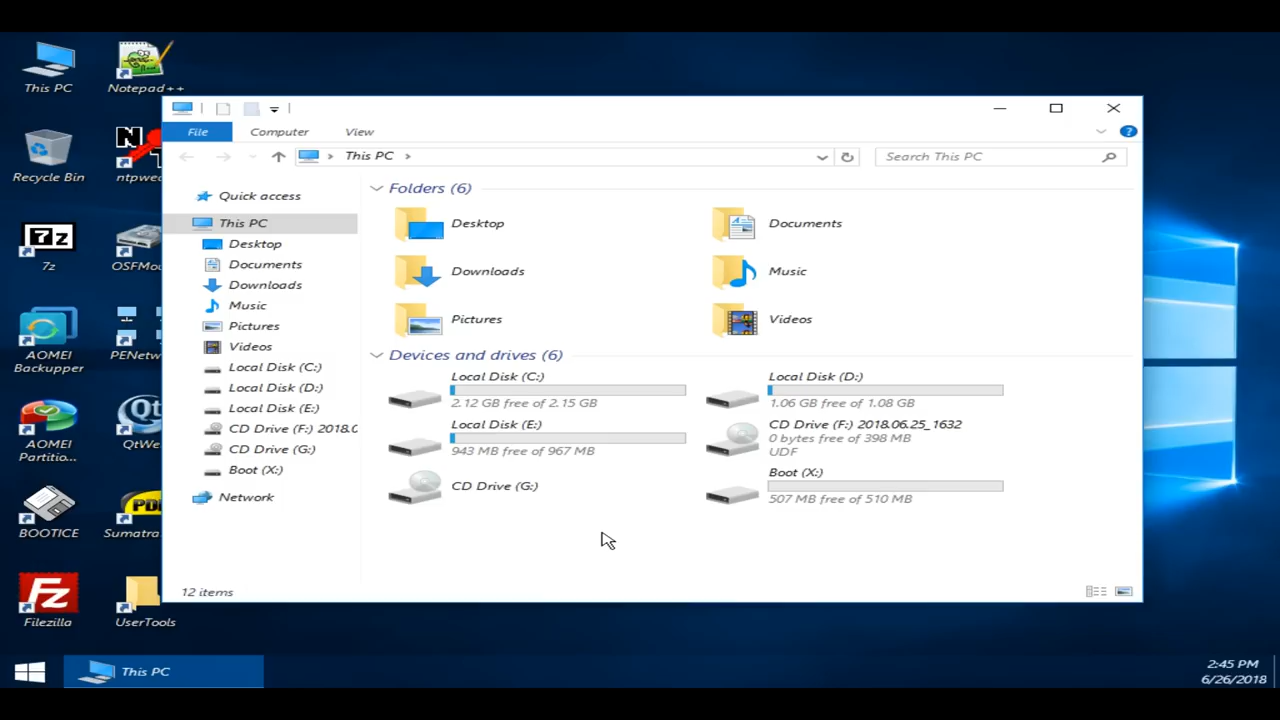 This PC
Notepad++
Recycle Bin
ntpwe
7z
OSFMo
AOMEI
Backupper
PENetw
AOMEI
Partitio...
QtWe
BOOTICE
Sumatra
Filezilla
UserTools
File
Computer
View
This PC
Search This PC
Quick access
This PC
Desktop
Documents
Downloads
Music
Pictures
Videos
Local Disk (C:)
Local Disk (D:)
Local Disk (E:)
CD Drive (F:) 2018.0
CD Drive (G:)
Boot (X:)
Network
Folders (6)
Desktop
Documents
Downloads
Music
Pictures
Videos
Devices and drives (6)
Local Disk (C:)
2.12 GB free of 2.15 GB
Local Disk (D:)
1.06 GB free of 1.08 GB
Local Disk (E:)
943 MB free of 967 MB
CD Drive (F:) 2018.06.25_1632
0 bytes free of 398 MB
UDF
CD Drive (G:)
Boot (X:)
507 MB free of 510 MB
12 items
This PC
2:45 PM
6/26/2018